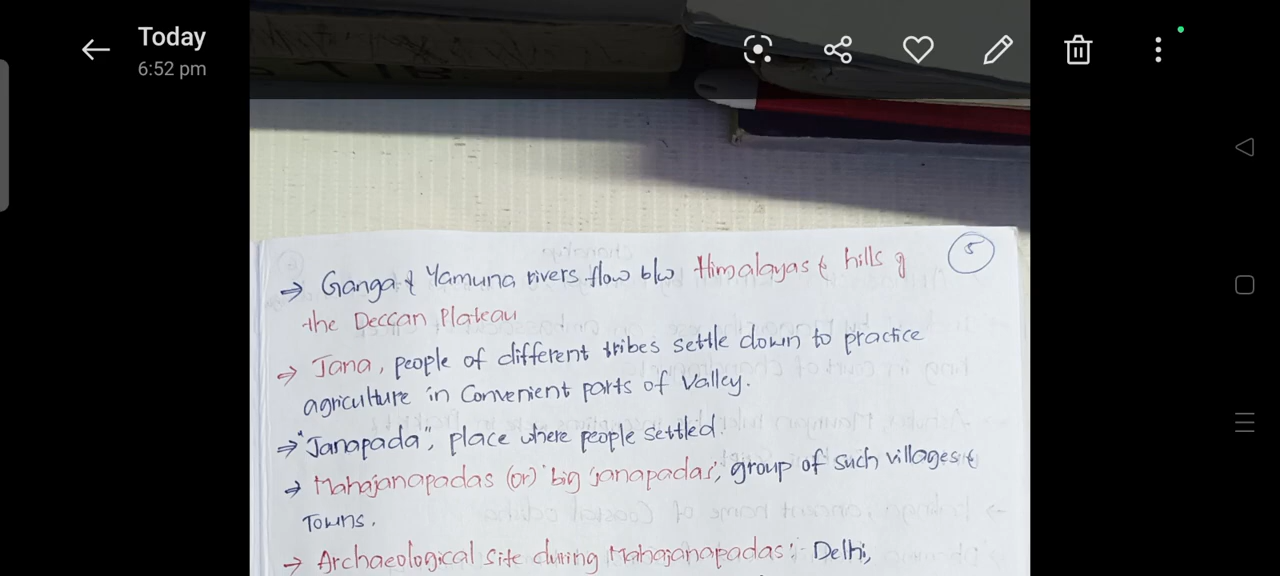 Today
6:52 pm
5
→ Ganga & Yamuna rivers flow b/w Himalayas & hills of
the Deccan Plateau
⇒ Jana, people of different tribes settle down to practice
agriculture in Convenient parts of Valley.
⇒ "Janapada", place where people settled.
→ Mahajanapadas (or) 'big janapadas', group of such villages &
Towns.
→ Archaeological Site during Mahajanapadas:- Delhi,